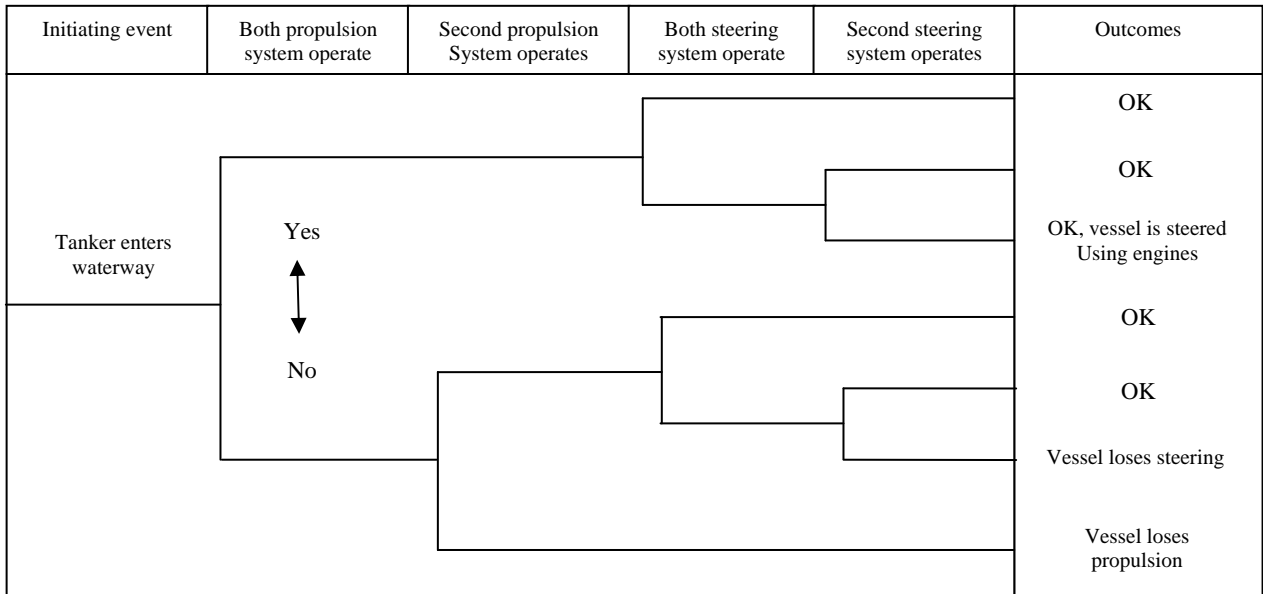 Initiating event
Both propulsion
system operate
Second propulsion
System operates
Both steering
system operate
Second steering
system operates
Outcomes
OK
OK
Tanker enters
waterway
Yes
No
OK, vessel is steered
Using engines
OK
OK
Vessel loses steering
Vessel loses
propulsion